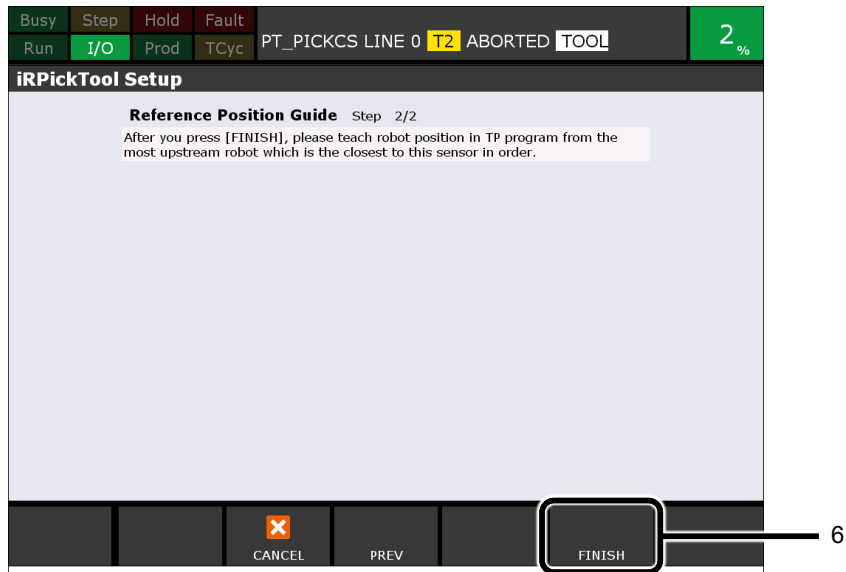 Busy Step Hold Fault
Run I/O Prod TCyc
PT_PICKCS LINE 0 T2 ABORTED TOOL
2%
iRPickTool Setup
Reference Position Guide Step 2/2
After you press [FINISH], please teach robot position in TP program from the
most upstream robot which is the closest to this sensor in order.
CANCEL PREV FINISH
6